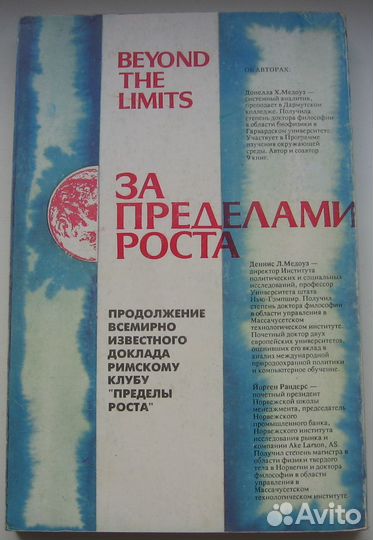 BEYOND
THE
LIMITS
ЗА
ПРЕДЕЛАМИ
РОСТА
ПРОДОЛЖЕНИЕ
ВСЕМИРНО
ИЗВЕСТНОГО
ДОКЛАДА
РИМСКОМУ
КЛУБУ
"ПРЕДЕЛЫ
РОСТА"
ОБ АВТОРАХ:
Донелла Х.Медоуз —
системный аналитик,
преподает в Дармутском
колледже. Получила
степень доктора философии
в области биофизики в
Гарвардском университете.
Участвует в Программе
изучения окружающей
среды. Автор и соавтор
9 книг.
Деннис Л.Медоуз —
директор Института
политических и социальных
исследований, профессор
Университета штата
Нью-Гэмпшир. Получил
степень доктора философии
в области управления в
Массачусетском
технологическом институте.
Почетный доктор двух
европейских университетов,
оценивших его вклад в
анализ международной
природоохранной политики
и компьютерное обучение.
Йорген Рандерс —
почетный президент
Норвежской школы
менеджмента, председатель
Норвежского
промышленного банка,
Норвежского института
исследования рынка и
компании Ake Larson, AS.
Получил степень магистра в
области физики твердого
тела в Норвегии и доктора
философии в области
управления в
Массачусетском
технологическом институте
Avito